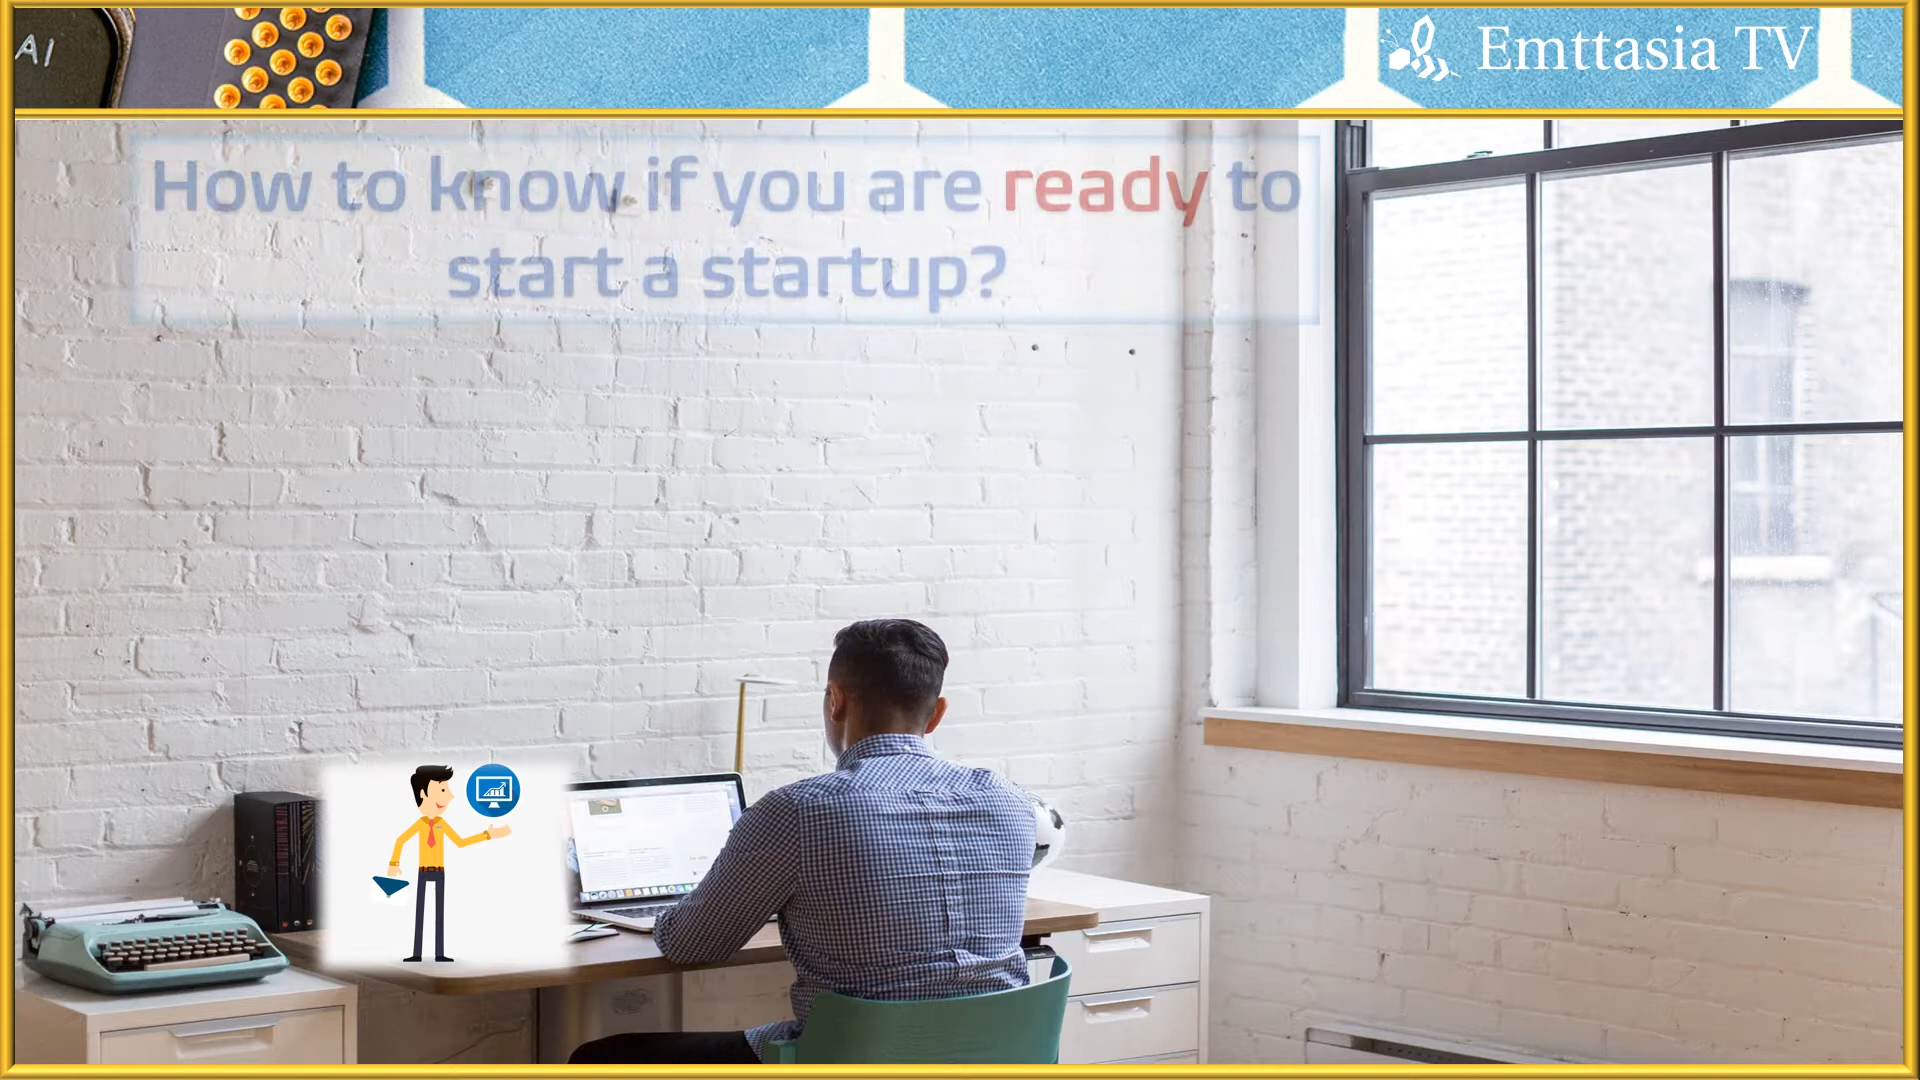 AI
Emttasia TV
How to know if you are ready to
start a startup?